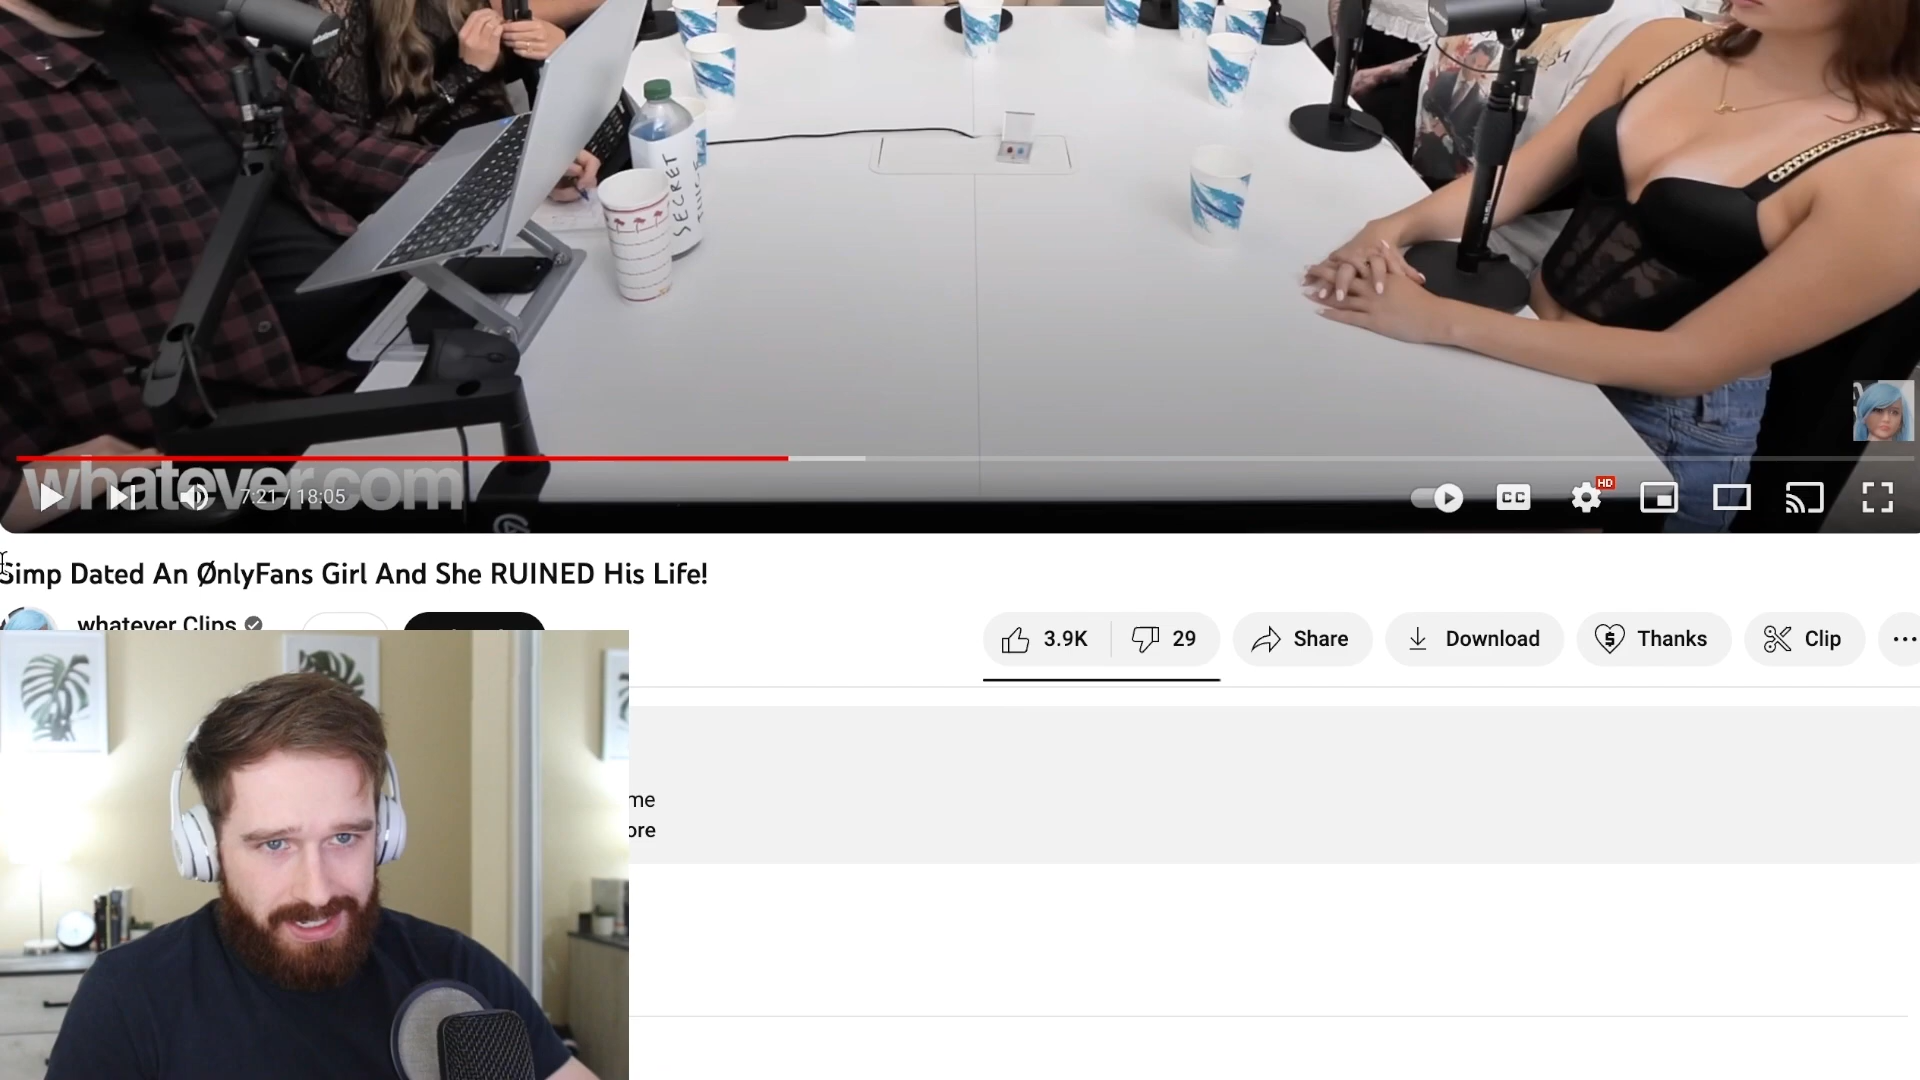 SECRET
whatever.com
7:21 / 18:05
CC
HD
Simp Dated An ØnlyFans Girl And She RUINED His Life!
whatever Clips
3.9K
29
Share
Download
Thanks
Clip
me
ore